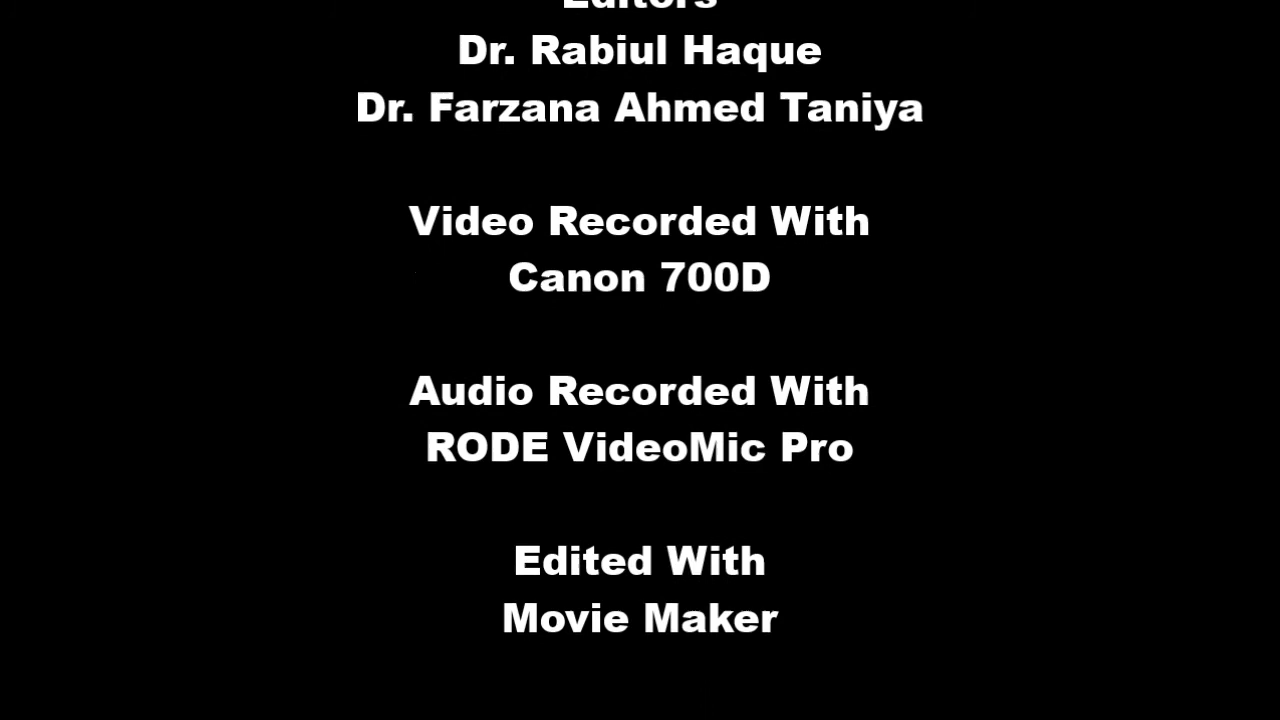 Editors
Dr. Rabiul Haque
Dr. Farzana Ahmed Taniya
Video Recorded With
Canon 700D
Audio Recorded With
RODE VideoMic Pro
Edited With
Movie Maker